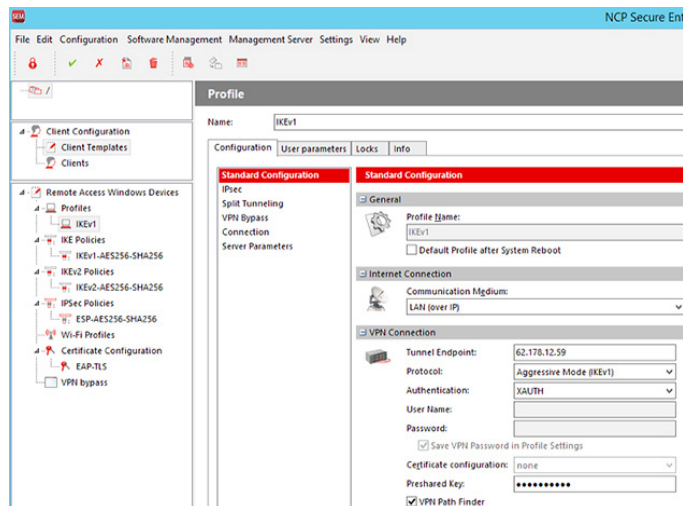 SEM
NCP Secure Ent
File Edit Configuration Software Management Management Server Settings View Help
/
Client Configuration
Client Templates
Clients
Remote Access Windows Devices
Profiles
IKEv1
IKE Policies
IKEv1-AES256-SHA256
IKEv2 Policies
IKEv2-AES256-SHA256
IPSec Policies
ESP-AES256-SHA256
Wi-Fi Profiles
Certificate Configuration
EAP-TLS
VPN bypass
Profile
Name: IKEv1
Configuration User parameters Locks Info
Standard Configuration
IPsec
Split Tunneling
VPN Bypass
Connection
Server Parameters
Standard Configuration
General
Profile Name:
IKEv1
Default Profile after System Reboot
Internet Connection
Communication Medium:
LAN (over IP)
VPN Connection
Tunnel Endpoint: 62.178.12.59
Protocol: Aggressive Mode (IKEv1)
Authentication: XAUTH
User Name:
Password:
Save VPN Password in Profile Settings
Certificate configuration: none
Preshared Key: ●●●●●●●●●●
VPN Path Finder